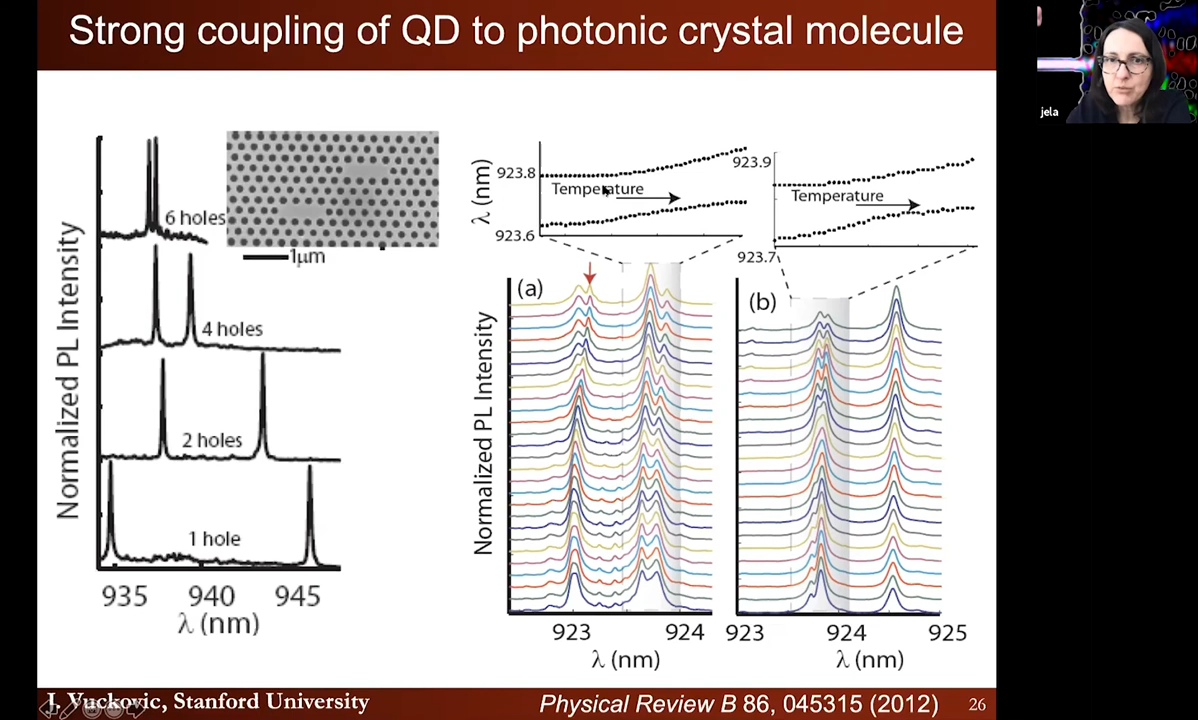 Strong coupling of QD to photonic crystal molecule
jela
Normalized PL Intensity
6 holes
1μm
4 holes
2 holes
1 hole
935 940 945
λ (nm)
λ (nm)
923.8
923.6
Temperature
923.9
923.7
Temperature
Normalized PL Intensity
(a)
923 924
λ (nm)
(b)
923 924 925
λ (nm)
J. Vuckovic, Stanford University
Physical Review B 86, 045315 (2012)
26